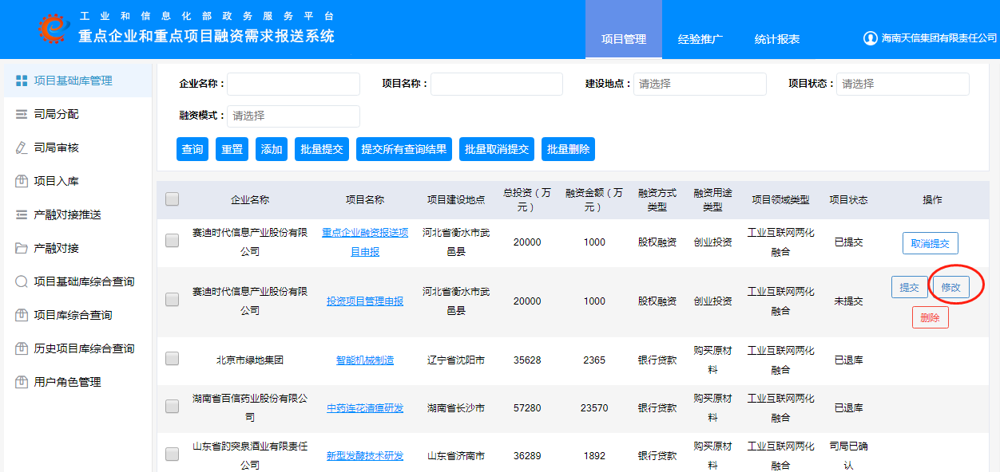 工业和信息化部政务服务平台
重点企业和重点项目融资需求报送系统
项目管理
经验推广
统计报表
海南天信集团有限责任公司
项目基础库管理
司局分配
司局审核
项目入库
产融对接推送
产融对接
项目基础库综合查询
项目库综合查询
历史项目库综合查询
用户角色管理
企业名称：
项目名称：
建设地点： 请选择
项目状态： 请选择
融资模式： 请选择
查询 重置 添加 批量提交 提交所有查询结果 批量取消提交 批量删除
企业名称
项目名称
项目建设地点
总投资（万
元）
融资金额（万
元）
融资方式
类型
融资用途
类型
项目领域类型
项目状态
操作
赛迪时代信息产业股份有限
公司
重点企业融资报送项
目申报
河北省衡水市武
邑县
20000
1000
股权融资
创业投资
工业互联网两化
融合
已提交
取消提交
赛迪时代信息产业股份有限
公司
投资项目管理申报
河北省衡水市武
邑县
20000
1000
股权融资
创业投资
工业互联网两化
融合
未提交
提交 修改
删除
北京市绿地集团
智能机械制造
辽宁省沈阳市
35628
2365
银行贷款
购买原材
料
工业互联网两化
融合
已退库
湖南省百信药业股份有限公
司
中药连花清瘟研发
湖南省长沙市
57280
23570
银行贷款
购买原材
料
工业互联网两化
融合
已退库
山东省趵突泉酒业有限责任
公司
新型发酵技术研发
山东省济南市
36289
1892
银行贷款
购买原材
料
工业互联网两化
融合
司局已确
认